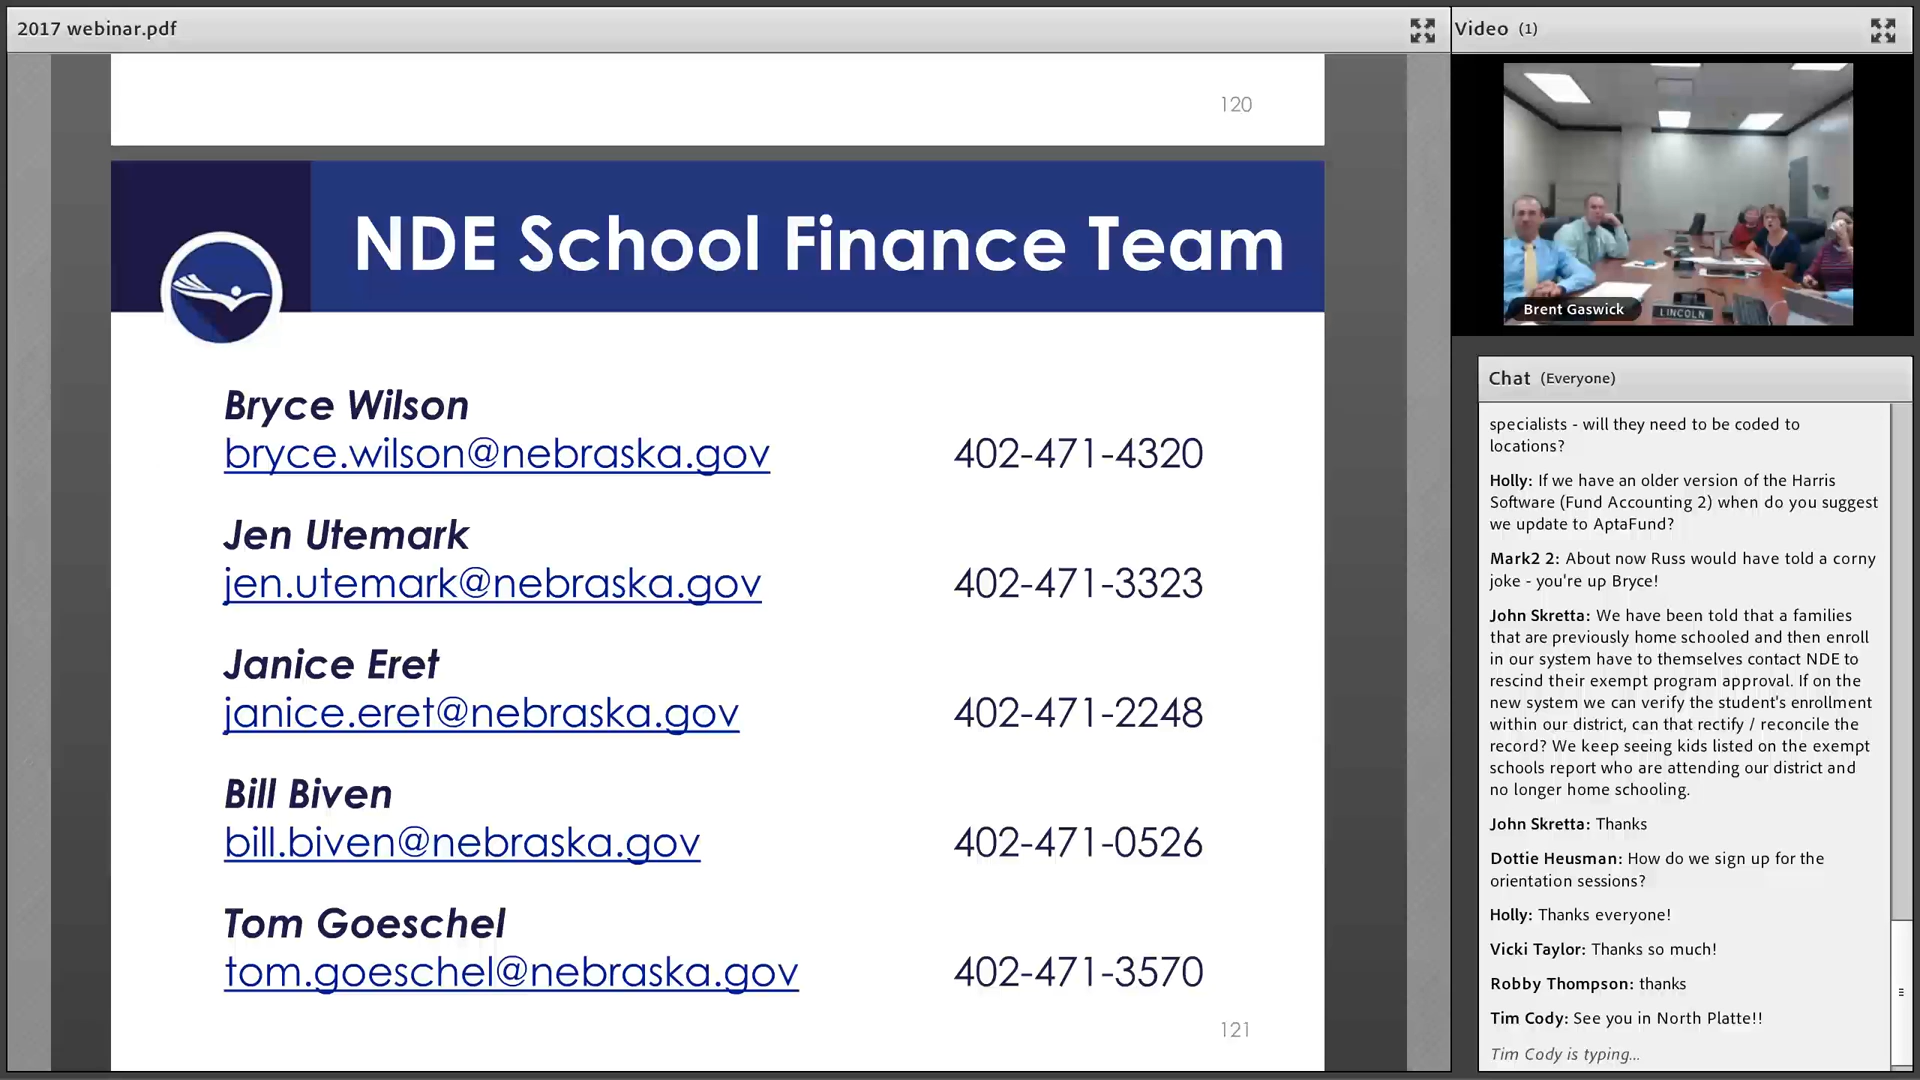 2017 webinar.pdf
120
NDE School Finance Team
Bryce Wilson
bryce.wilson@nebraska.gov 402-471-4320
Jen Utemark
jen.utemark@nebraska.gov 402-471-3323
Janice Eret
janice.eret@nebraska.gov 402-471-2248
Bill Biven
bill.biven@nebraska.gov 402-471-0526
Tom Goeschel
tom.goeschel@nebraska.gov 402-471-3570
121
Video (1)
Brent Gaswick
LINCOLN
Chat (Everyone)
specialists - will they need to be coded to
locations?
Holly: If we have an older version of the Harris
Software (Fund Accounting 2) when do you suggest
we update to AptaFund?
Mark2 2: About now Russ would have told a corny
joke - you're up Bryce!
John Skretta: We have been told that a families
that are previously home schooled and then enroll
in our system have to themselves contact NDE to
rescind their exempt program approval. If on the
new system we can verify the student's enrollment
within our district, can that rectify / reconcile the
record? We keep seeing kids listed on the exempt
schools report who are attending our district and
no longer home schooling.
John Skretta: Thanks
Dottie Heusman: How do we sign up for the
orientation sessions?
Holly: Thanks everyone!
Vicki Taylor: Thanks so much!
Robby Thompson: thanks
Tim Cody: See you in North Platte!!
Tim Cody is typing...